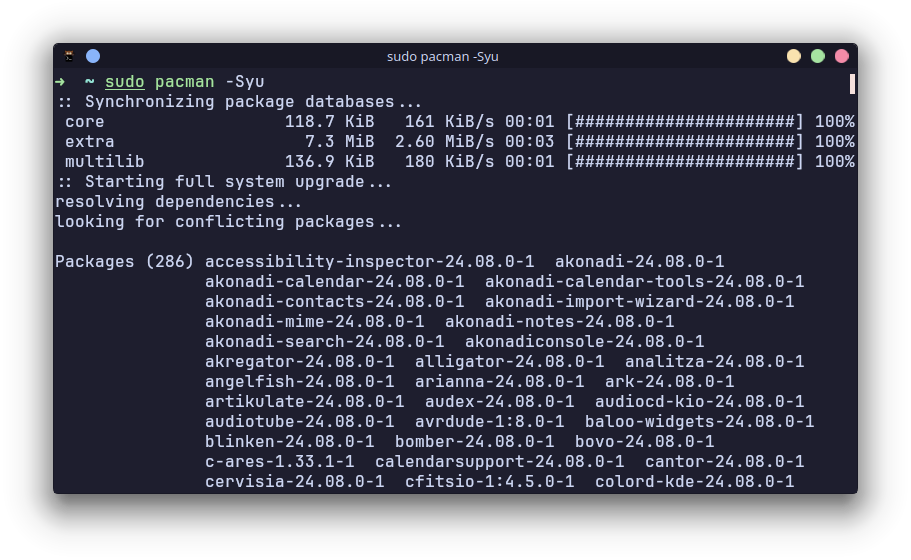 sudo pacman -Syu
➜ ~ sudo pacman -Syu
:: Synchronizing package databases...
core 118.7 KiB 161 KiB/s 00:01 [######################] 100%
extra 7.3 MiB 2.60 MiB/s 00:03 [######################] 100%
multilib 136.9 KiB 180 KiB/s 00:01 [######################] 100%
:: Starting full system upgrade...
resolving dependencies...
looking for conflicting packages...
Packages (286) accessibility-inspector-24.08.0-1 akonadi-24.08.0-1
akonadi-calendar-24.08.0-1 akonadi-calendar-tools-24.08.0-1
akonadi-contacts-24.08.0-1 akonadi-import-wizard-24.08.0-1
akonadi-mime-24.08.0-1 akonadi-notes-24.08.0-1
akonadi-search-24.08.0-1 akonadiconsole-24.08.0-1
akregator-24.08.0-1 alligator-24.08.0-1 analitza-24.08.0-1
angelfish-24.08.0-1 arianna-24.08.0-1 ark-24.08.0-1
artikulate-24.08.0-1 audex-24.08.0-1 audiocd-kio-24.08.0-1
audiotube-24.08.0-1 avrdude-1:8.0-1 baloo-widgets-24.08.0-1
blinken-24.08.0-1 bomber-24.08.0-1 bovo-24.08.0-1
c-ares-1.33.1-1 calendarsupport-24.08.0-1 cantor-24.08.0-1
cervisia-24.08.0-1 cfitsio-1:4.5.0-1 colord-kde-24.08.0-1